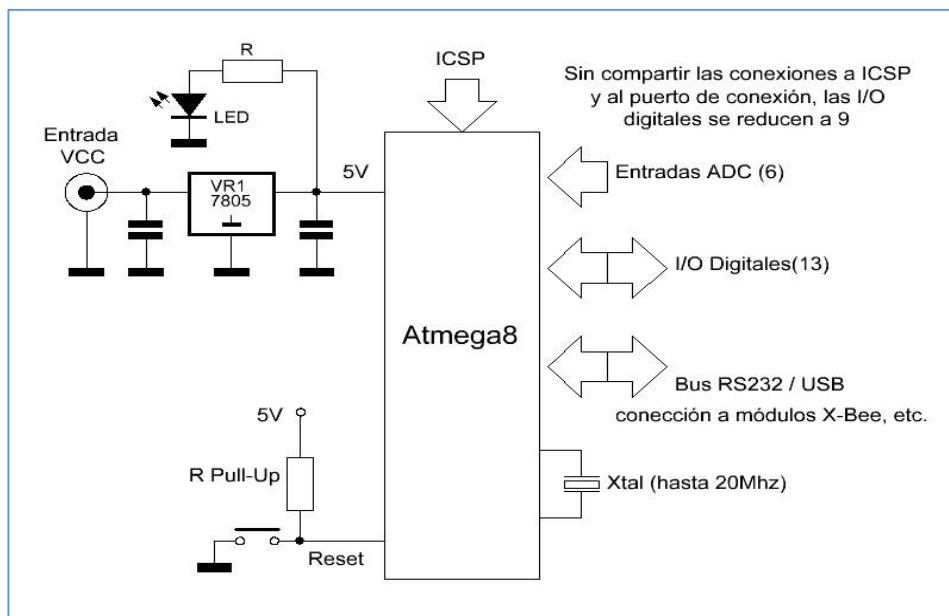 R
LED
Entrada
VCC
VR1
7805
5V
ICSP
Sin compartir las conexiones a ICSP
y al puerto de conexión, las I/O
digitales se reducen a 9
Entradas ADC (6)
I/O Digitales(13)
Atmega8
Bus RS232 / USB
conección a módulos X-Bee, etc.
5V
R Pull-Up
Reset
Xtal (hasta 20Mhz)